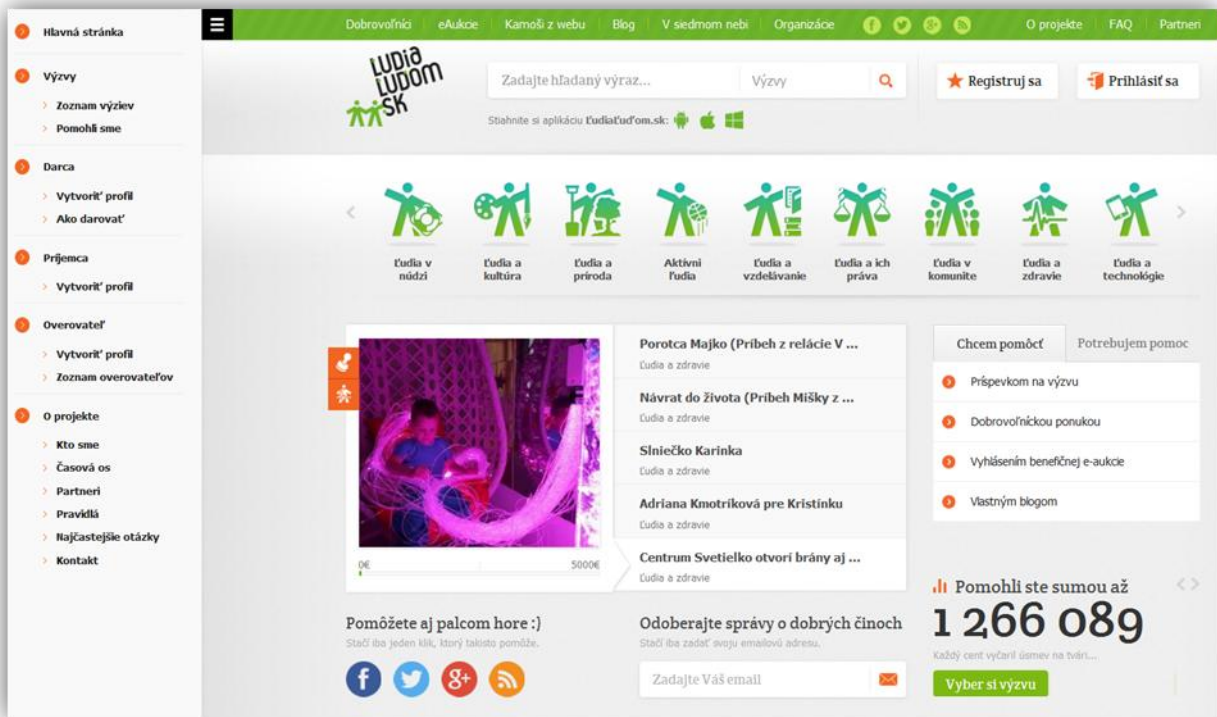 Hlavná stránka
Výzvy
Zoznam výziev
Pomohli sme
Darca
Vytvoriť profil
Ako darovať
Príjemca
Vytvoriť profil
Overovateľ
Vytvoriť profil
Zoznam overovateľov
O projekte
Kto sme
Časová os
Partneri
Pravidlá
Najčastejšie otázky
Kontakt
Dobrovoľníci eAukcie Kamoši z webu Blog V siedmom nebi Organizácie
O projekte FAQ Partneri
ĽUDIA
ĽUĎOM
SK
Zadajte hľadaný výraz... Výzvy
Registruj sa
Prihlásiť sa
Stiahnite si aplikáciu ĽudiaĽuďom.sk:
Ľudia v
núdzi
Ľudia a
kultúra
Ľudia a
príroda
Aktívni
ľudia
Ľudia a
vzdelávanie
Ľudia a ich
práva
Ľudia v
komunite
Ľudia a
zdravie
Ľudia a
technológie
0€ 5000€
Porotca Majko (Príbeh z relácie V ...
Ľudia a zdravie
Návrat do života (Príbeh Mišky z ...
Ľudia a zdravie
Slniečko Karinka
Ľudia a zdravie
Adriana Kmotríková pre Kristínku
Ľudia a zdravie
Centrum Svetielko otvorí brány aj ...
Ľudia a zdravie
Chcem pomôcť Potrebujem pomoc
Príspevkom na výzvu
Dobrovoľníckou ponukou
Vyhlásením benefičnej e-aukcie
Vlastným blogom
Pomôžete aj palcom hore :)
Stačí iba jeden klik, ktorý takisto pomôže.
Odoberajte správy o dobrých činoch
Stačí iba zadať svoju emailovú adresu.
Zadajte Váš email
Pomohli ste sumou až
1 266 089
Každý cent vyčaril úsmev na tvári...
Vyber si výzvu